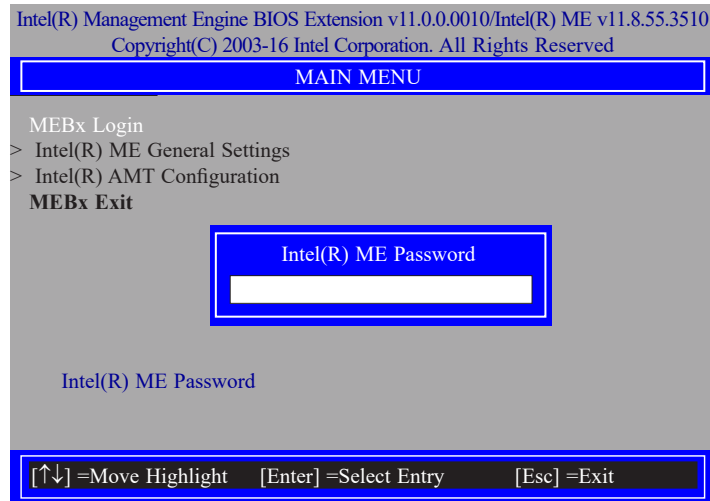 Intel(R) Management Engine BIOS Extension v11.0.0.0010/Intel(R) ME v11.8.55.3510
Copyright(C) 2003-16 Intel Corporation. All Rights Reserved
MAIN MENU
MEBx Login
> Intel(R) ME General Settings
> Intel(R) AMT Configuration
MEBx Exit
Intel(R) ME Password
Intel(R) ME Password
[↑↓] =Move Highlight [Enter] =Select Entry [Esc] =Exit